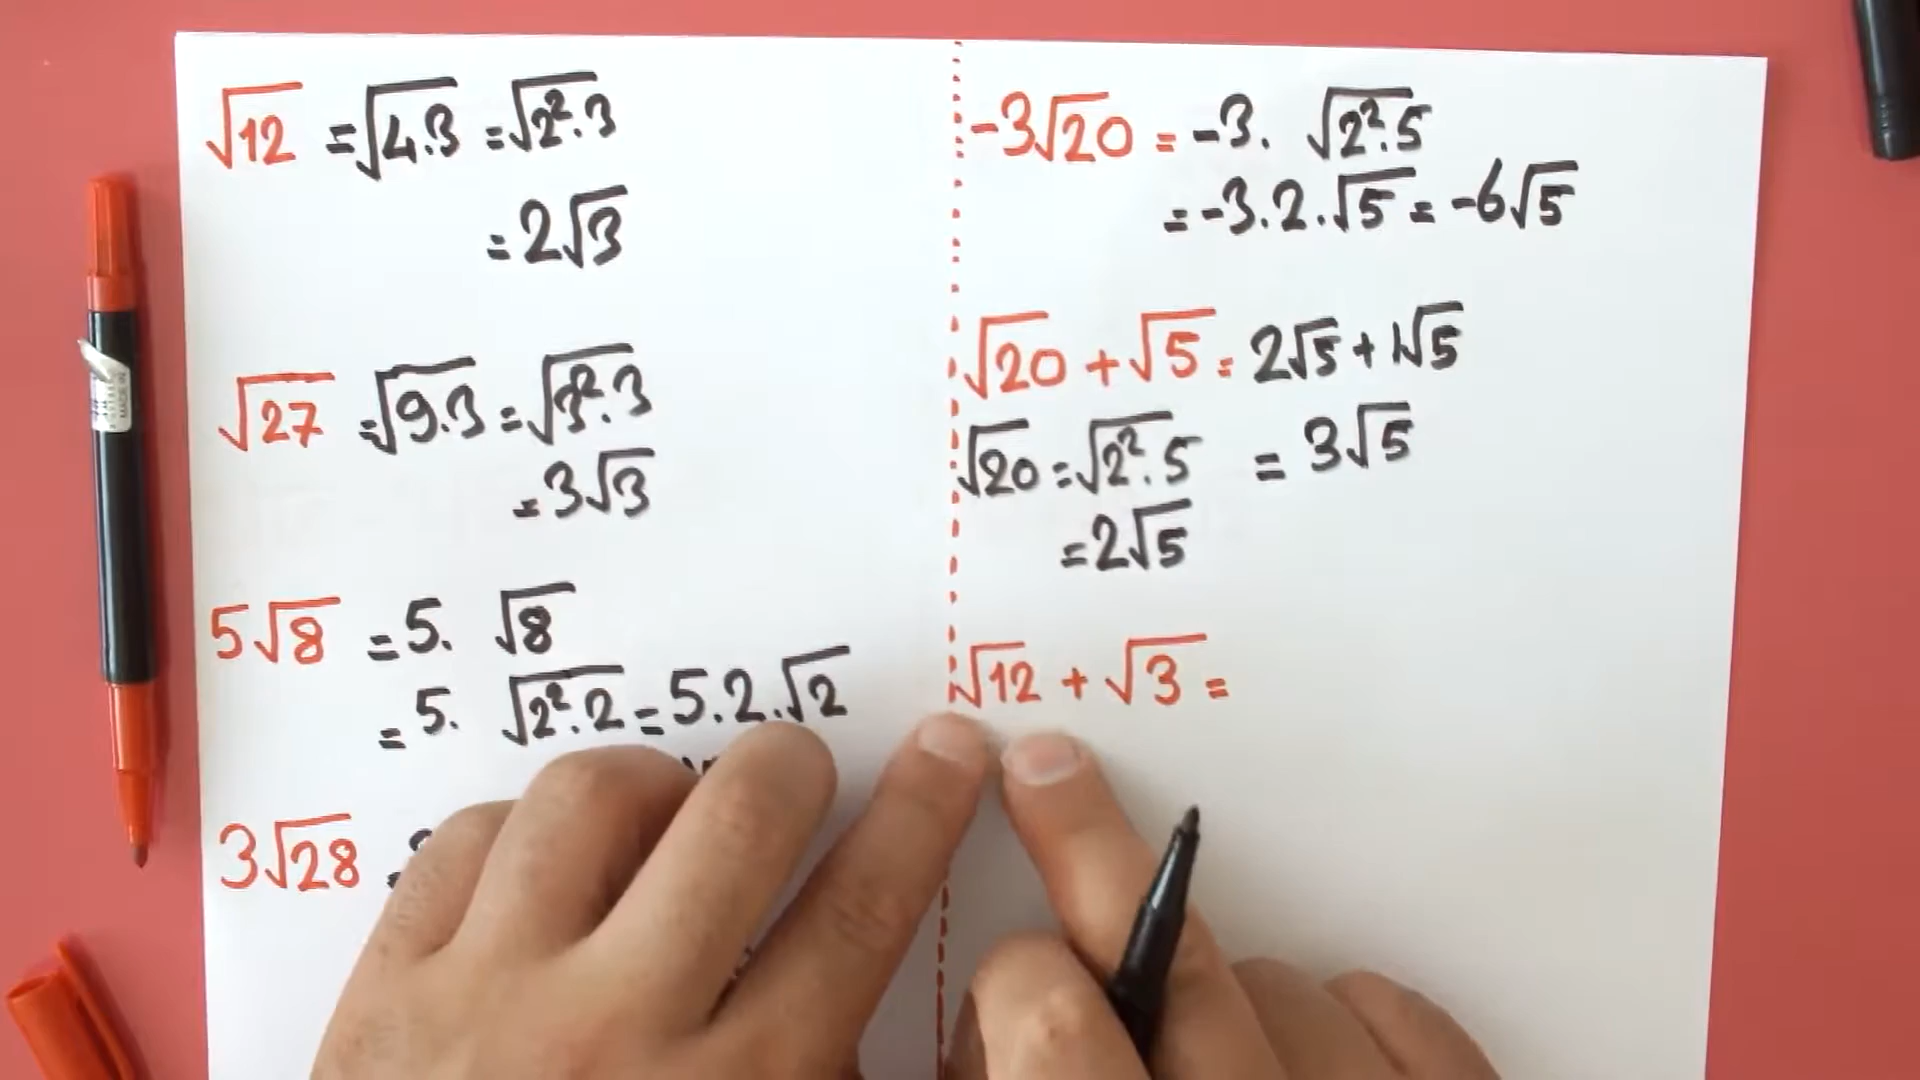 √12 = √4.3 = √2².3
= 2√3
√27 = √9.3 = √3².3
= 3√3
5√8 = 5. √8
= 5. √2².2 = 5.2.√2
3√28 =
-3√20 = -3. √2².5
= -3.2.√5 = -6√5
√20 + √5 = 2√5 + 1√5
√20 = √2².5 = 3√5
= 2√5
√12 + √3 =